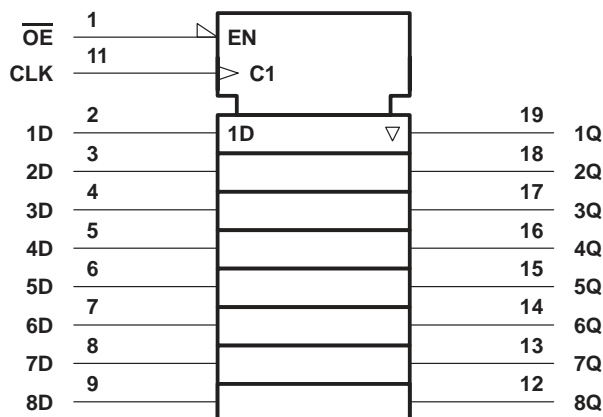 1
OE EN
11
CLK C1
2 19
1D 1D 1Q
3 18
2D 2Q
4 17
3D 3Q
5 16
4D 4Q
6 15
5D 5Q
7 14
6D 6Q
8 13
7D 7Q
9 12
8D 8Q